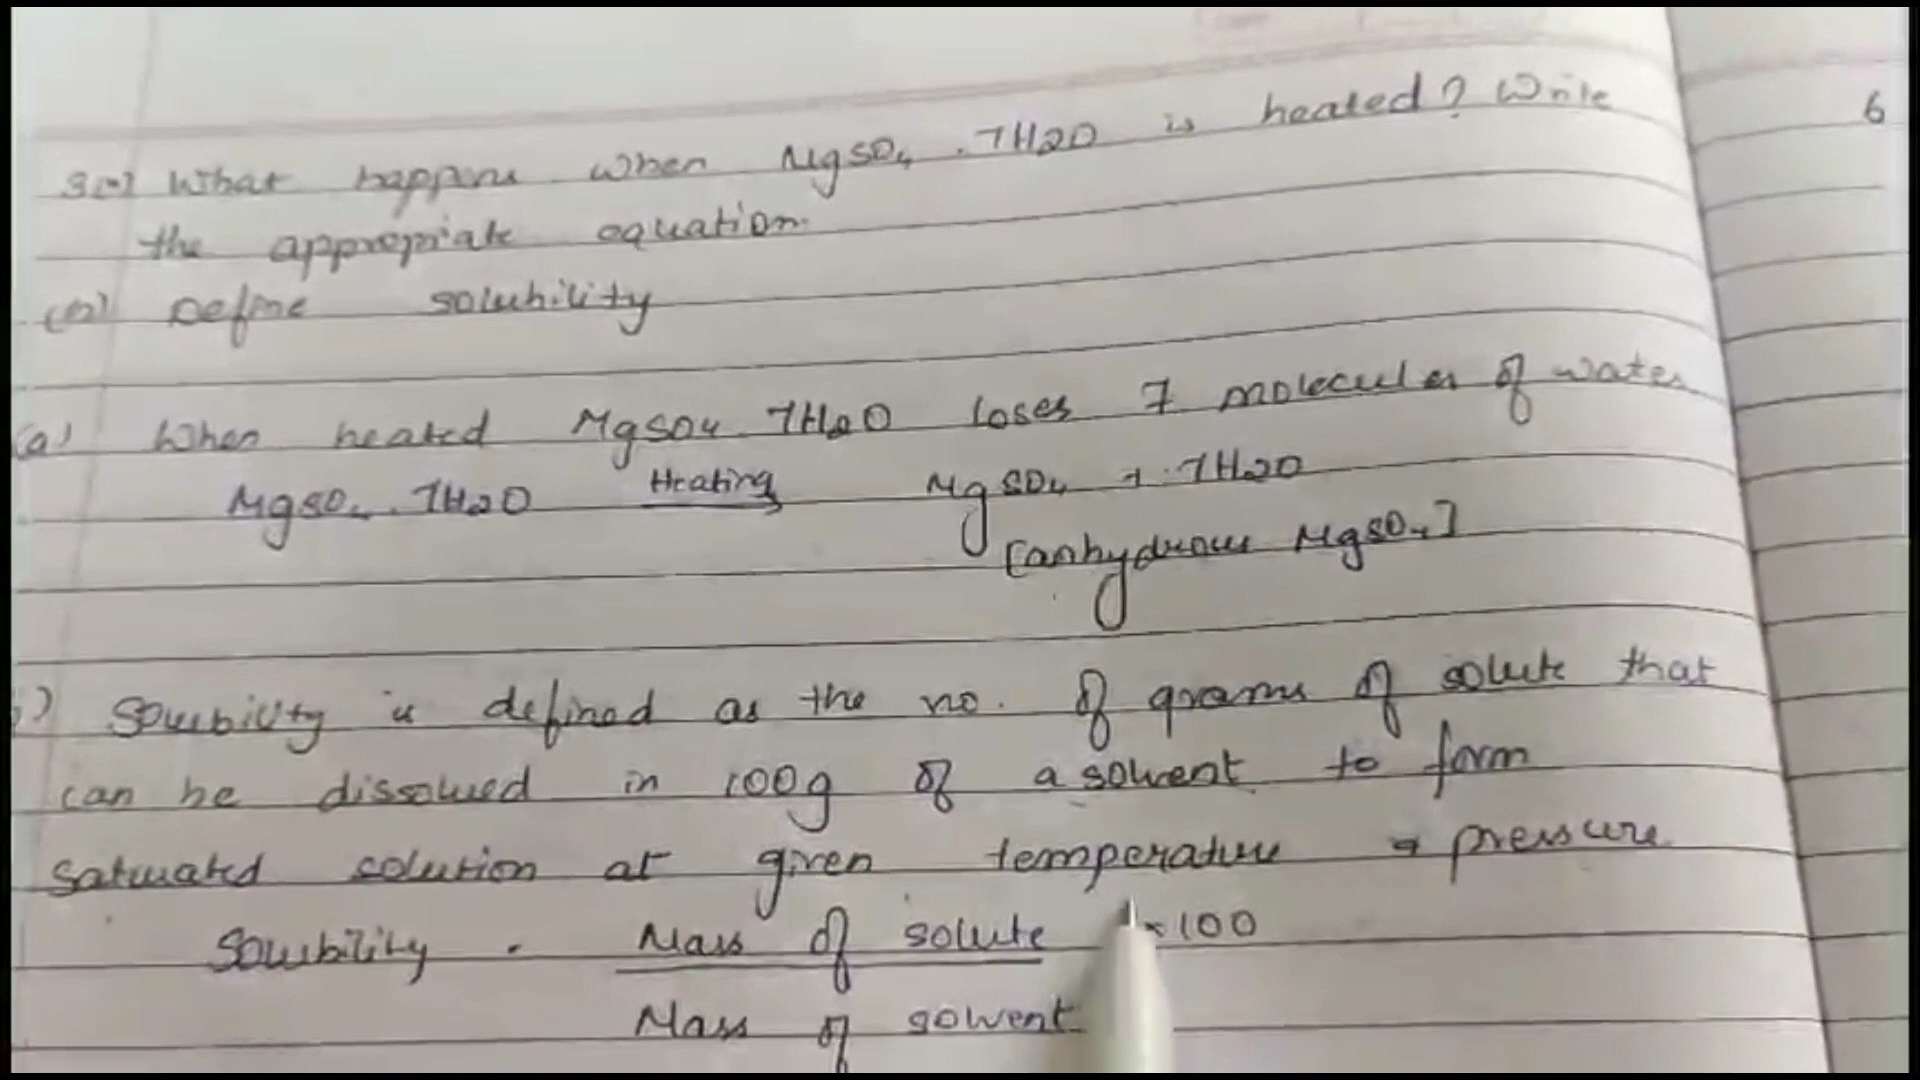 9(a) What happens when MgSO4 . 7H2O is heated? Write
the appropriate equation.
(b) Define solubility
(a) When heated MgSO4 . 7H2O loses 7 molecules of water
MgSO4 . 7H2O Heating MgSO4 + 7H2O
[anhydrous MgSO4]
) Solubility is defined as the no. of grams of solute that
can be dissolved in 100g of a solvent to form
saturated solution at given temperature & pressure
Solubility = Mass of solute × 100
Mass of solvent
6